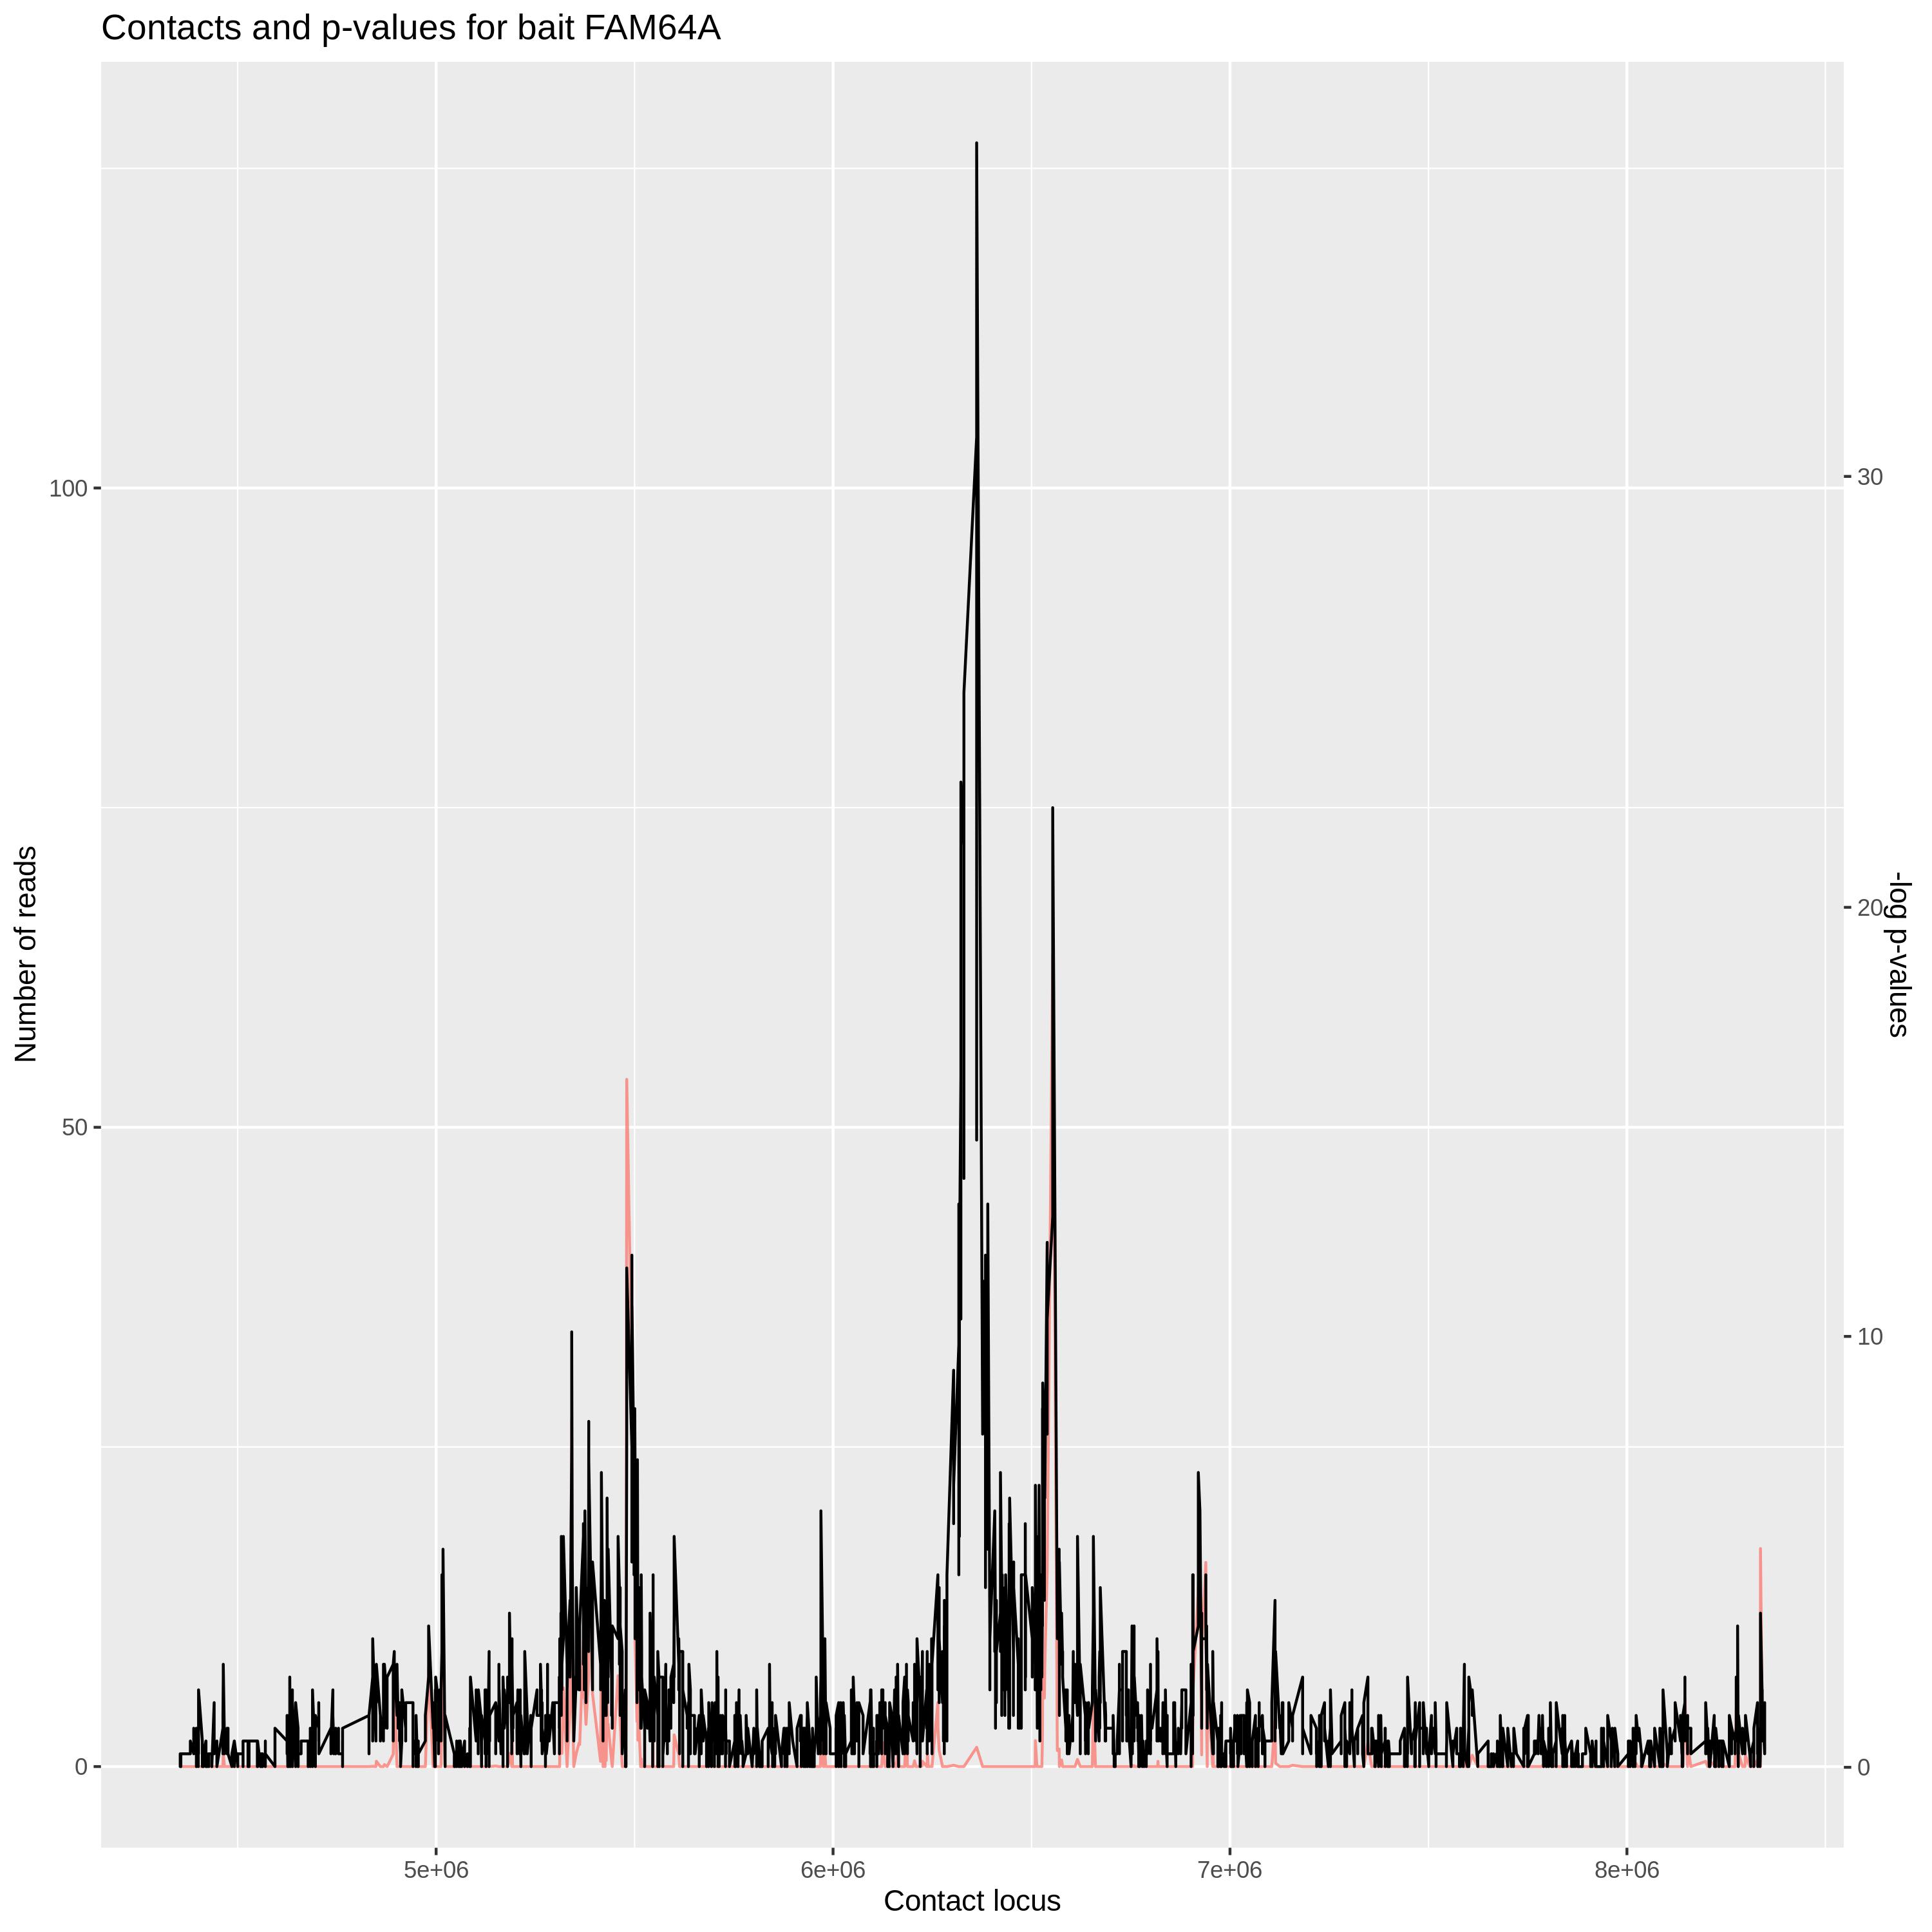 Contacts and p-values for bait FAM64A
Number of reads
100
50
0
30
20
10
0
-log p-values
5e+06
6e+06
7e+06
8e+06
Contact locus